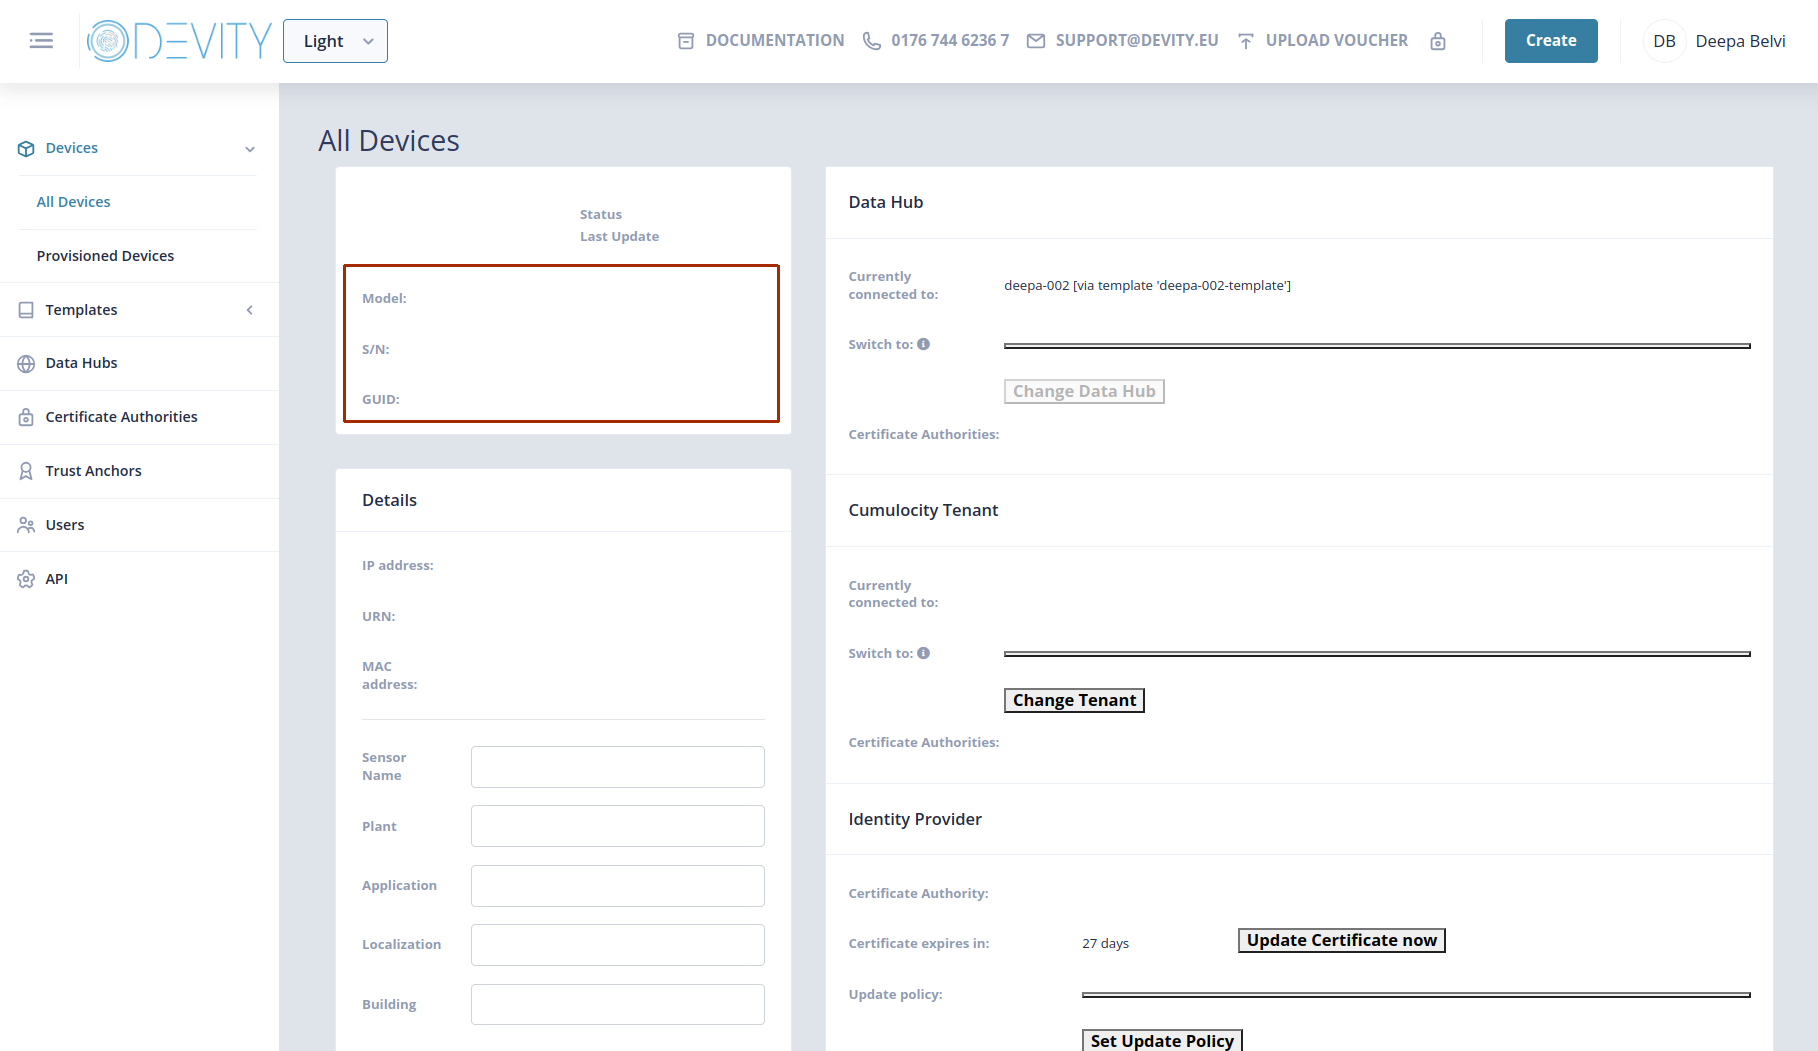 DEVITY
Light
DOCUMENTATION
0176 744 6236 7
SUPPORT@DEVITY.EU
UPLOAD VOUCHER
Create
DB
Deepa Belvi
Devices
All Devices
Provisioned Devices
Templates
Data Hubs
Certificate Authorities
Trust Anchors
Users
API
All Devices
Status
Last Update
Model:
S/N:
GUID:
Details
IP address:
URN:
MAC
address:
Sensor
Name
Plant
Application
Localization
Building
Data Hub
Currently
connected to:
deepa-002 [via template 'deepa-002-template']
Switch to:
Change Data Hub
Certificate Authorities:
Cumulocity Tenant
Currently
connected to:
Switch to:
Change Tenant
Certificate Authorities:
Identity Provider
Certificate Authority:
Certificate expires in:
27 days
Update Certificate now
Update policy:
Set Update Policy